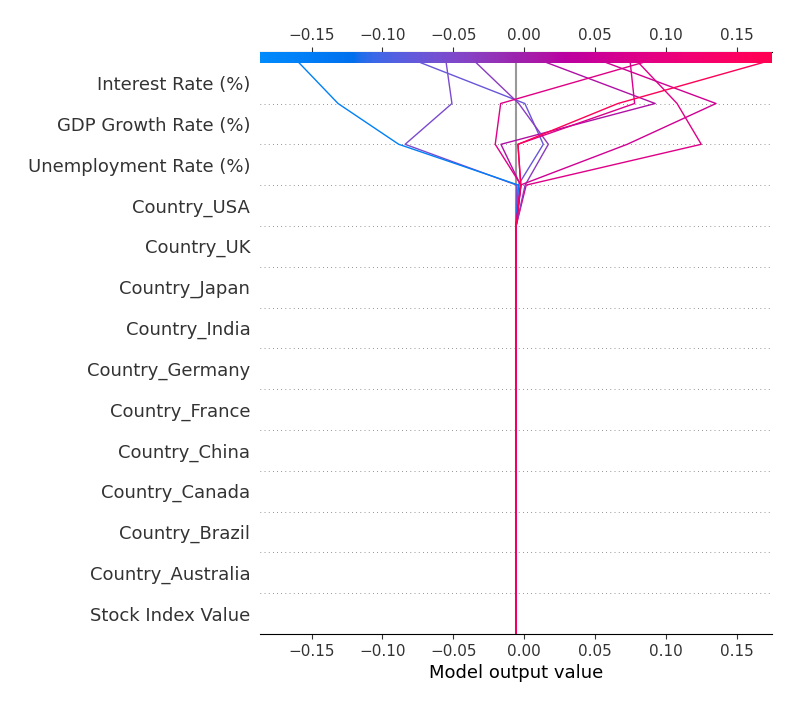 −0.15 −0.10 −0.05 0.00 0.05 0.10 0.15
Interest Rate (%)
GDP Growth Rate (%)
Unemployment Rate (%)
Country_USA
Country_UK
Country_Japan
Country_India
Country_Germany
Country_France
Country_China
Country_Canada
Country_Brazil
Country_Australia
Stock Index Value
−0.15 −0.10 −0.05 0.00 0.05 0.10 0.15
Model output value